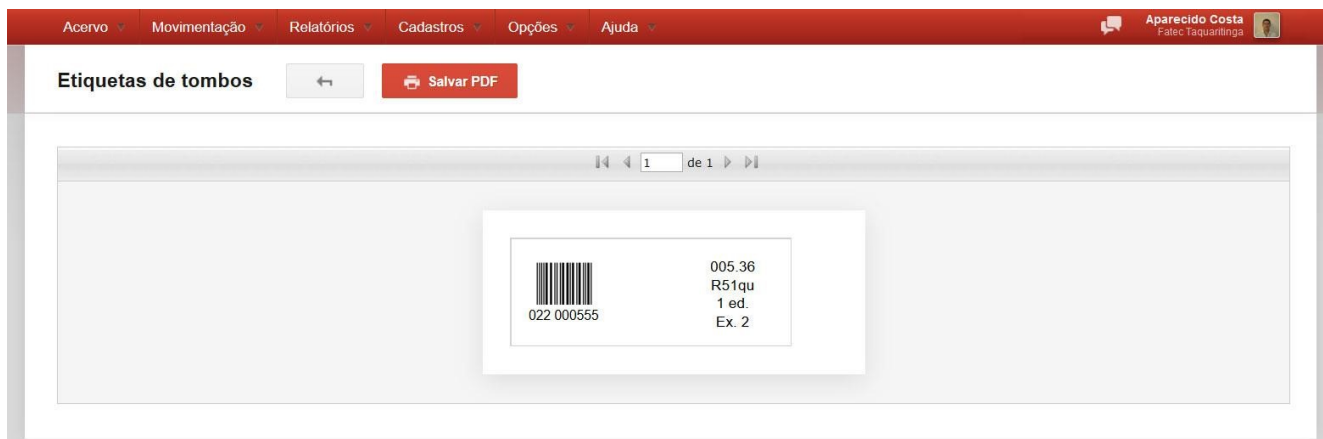 Acervo Movimentação Relatórios Cadastros Opções Ajuda
Aparecido Costa
Fatec Taquaritinga
Etiquetas de tombos
Salvar PDF
1 de 1
005.36
R51qu
1 ed.
Ex. 2
022 000555